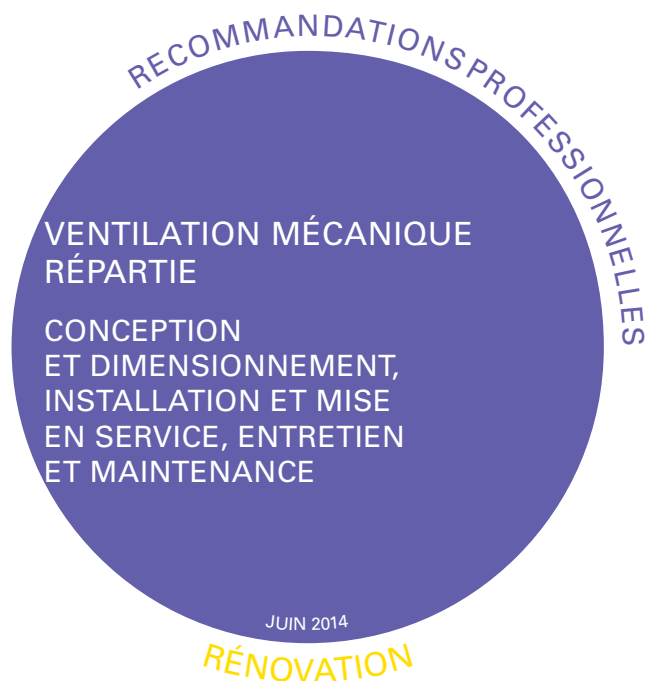 RECOMMANDATIONS PROFESSIONNELLES
VENTILATION MÉCANIQUE
RÉPARTIE
CONCEPTION
ET DIMENSIONNEMENT,
INSTALLATION ET MISE
EN SERVICE, ENTRETIEN
ET MAINTENANCE
JUIN 2014
RÉNOVATION